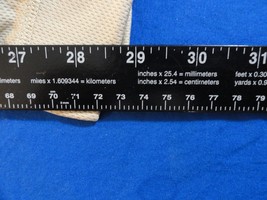 27 28 29 30 31
imeters miles x 1.609344 = kilometers inches x 25.4 = millimeters feet x 0.30
inches x 2.54 = centimeters yards x 0.9
68 69 70 71 72 73 74 75 76 77 78 79